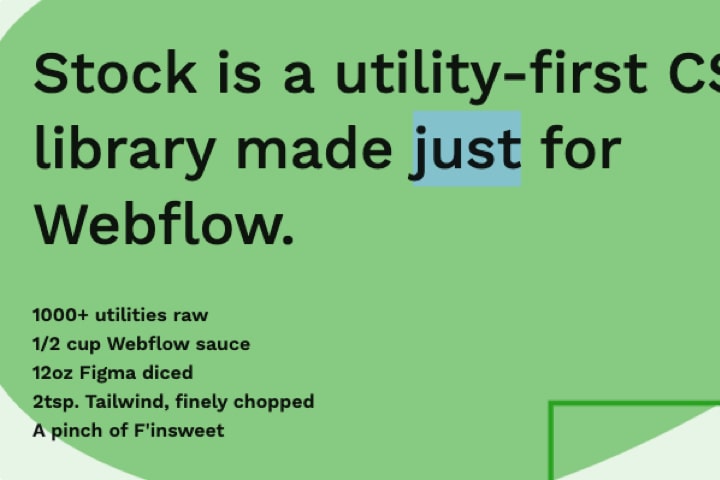 Stock is a utility-first CS
library made just for
Webflow.
1000+ utilities raw
1/2 cup Webflow sauce
12oz Figma diced
2tsp. Tailwind, finely chopped
A pinch of F'insweet